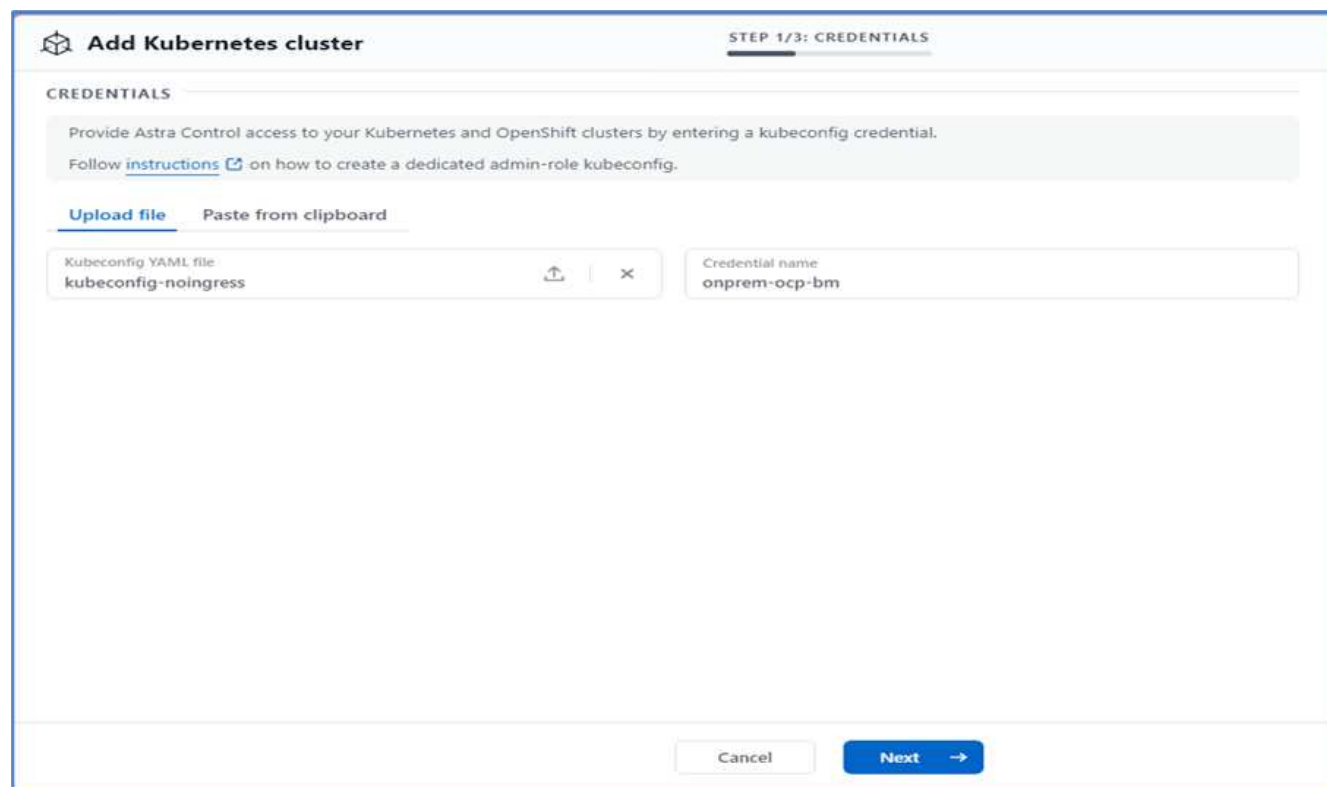 Add Kubernetes cluster
STEP 1/3: CREDENTIALS
CREDENTIALS
Provide Astra Control access to your Kubernetes and OpenShift clusters by entering a kubeconfig credential.
Follow instructions on how to create a dedicated admin-role kubeconfig.
Upload file
Paste from clipboard
Kubeconfig YAML file
kubeconfig-noingress
Credential name
onprem-ocp-bm
Cancel
Next